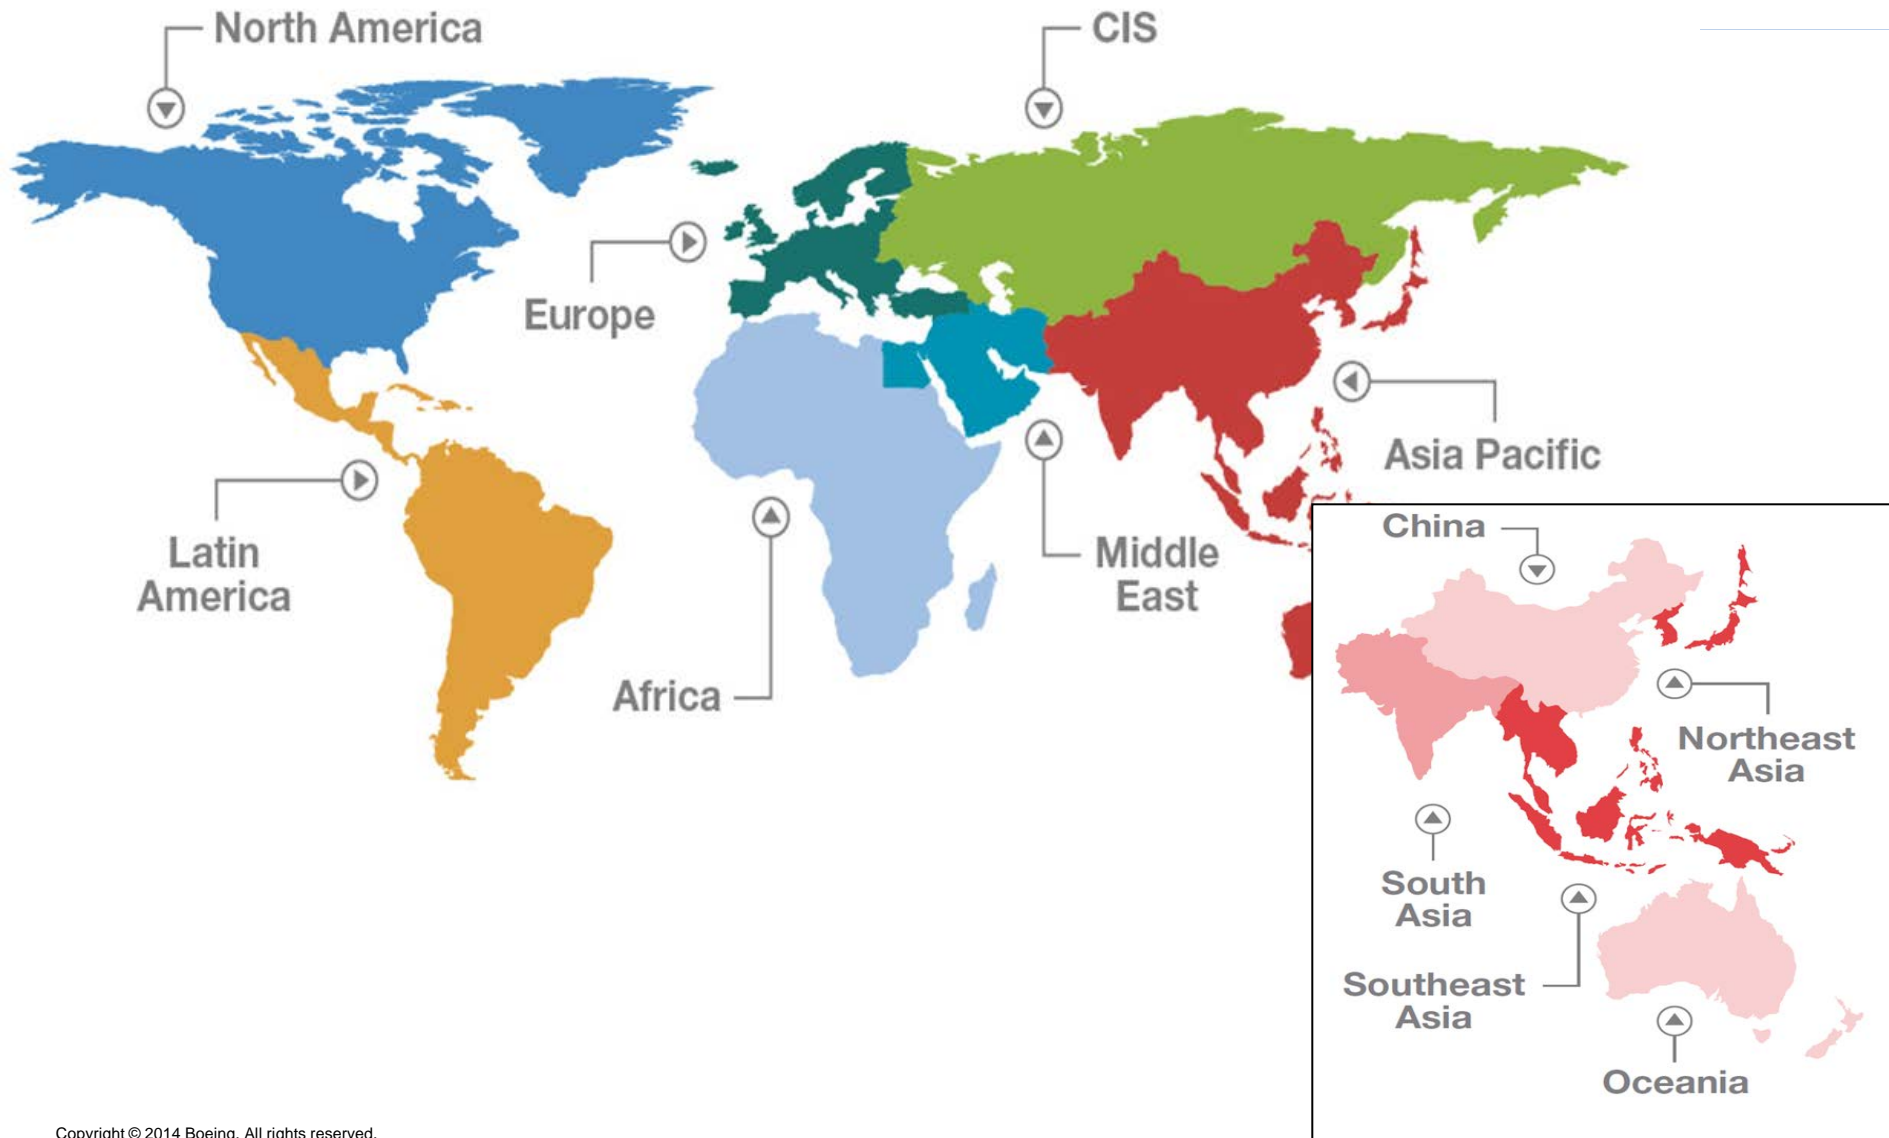 North America
CIS
Europe
Asia Pacific
Latin
America
Middle
East
Africa
China
Northeast
Asia
South
Asia
Southeast
Asia
Oceania
Copyright © 2014 Boeing. All rights reserved.